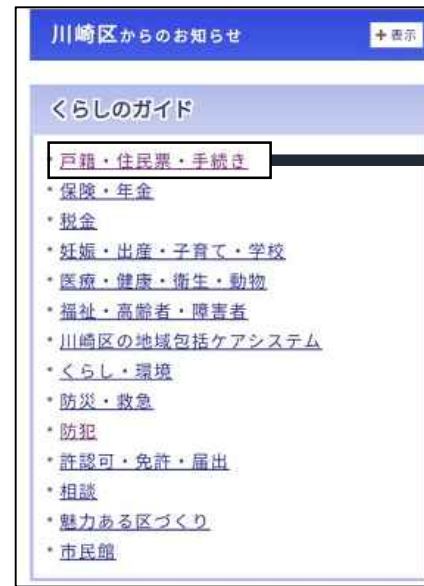 川崎区からのお知らせ
+表示
くらしのガイド
・戸籍・住民票・手続き
・保険・年金
・税金
・妊娠・出産・子育て・学校
・医療・健康・衛生・動物
・福祉・高齢者・障害者
・川崎区の地域包括ケアシステム
・くらし・環境
・防災・救急
・防犯
・許認可・免許・届出
・相談
・魅力ある区づくり
・市民館